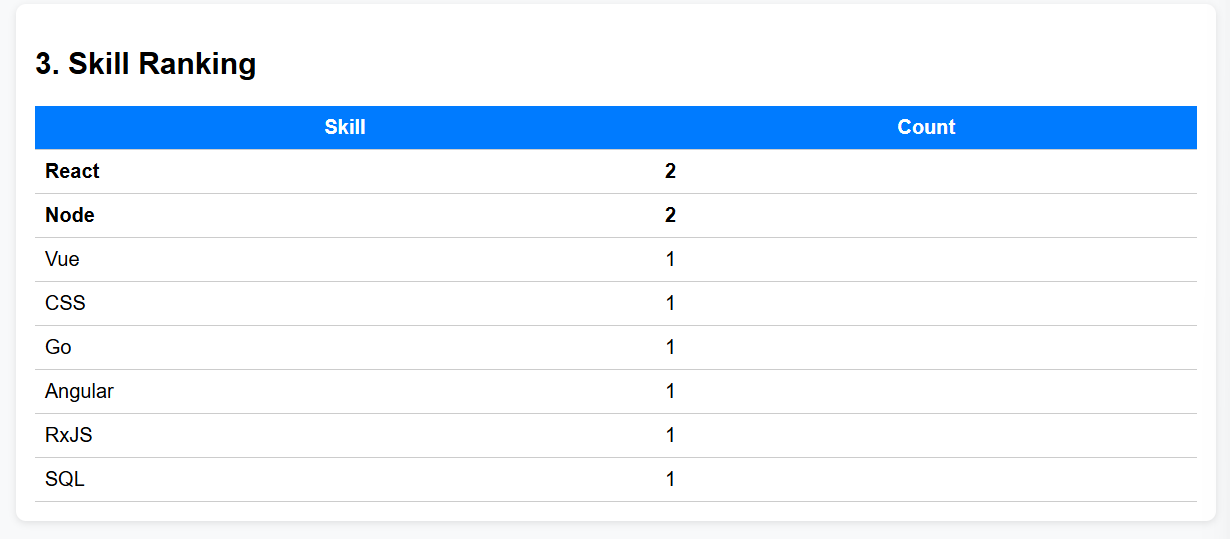 3. Skill Ranking
Skill Count
React 2
Node 2
Vue 1
CSS 1
Go 1
Angular 1
RxJS 1
SQL 1